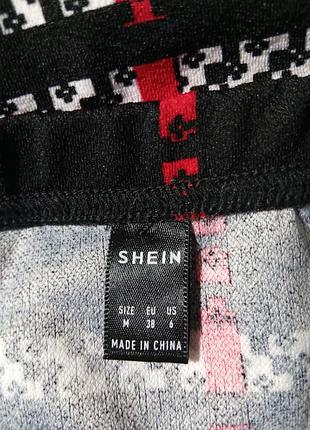 SHEIN
SIZE EU US
M 38 6
MADE IN CHINA